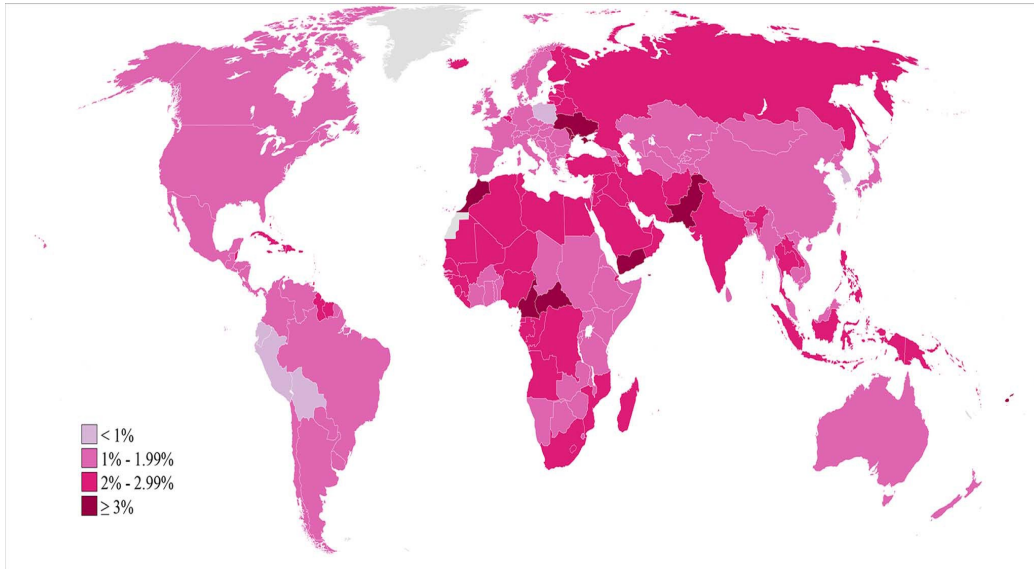 < 1%
1% - 1.99%
2% - 2.99%
≥ 3%